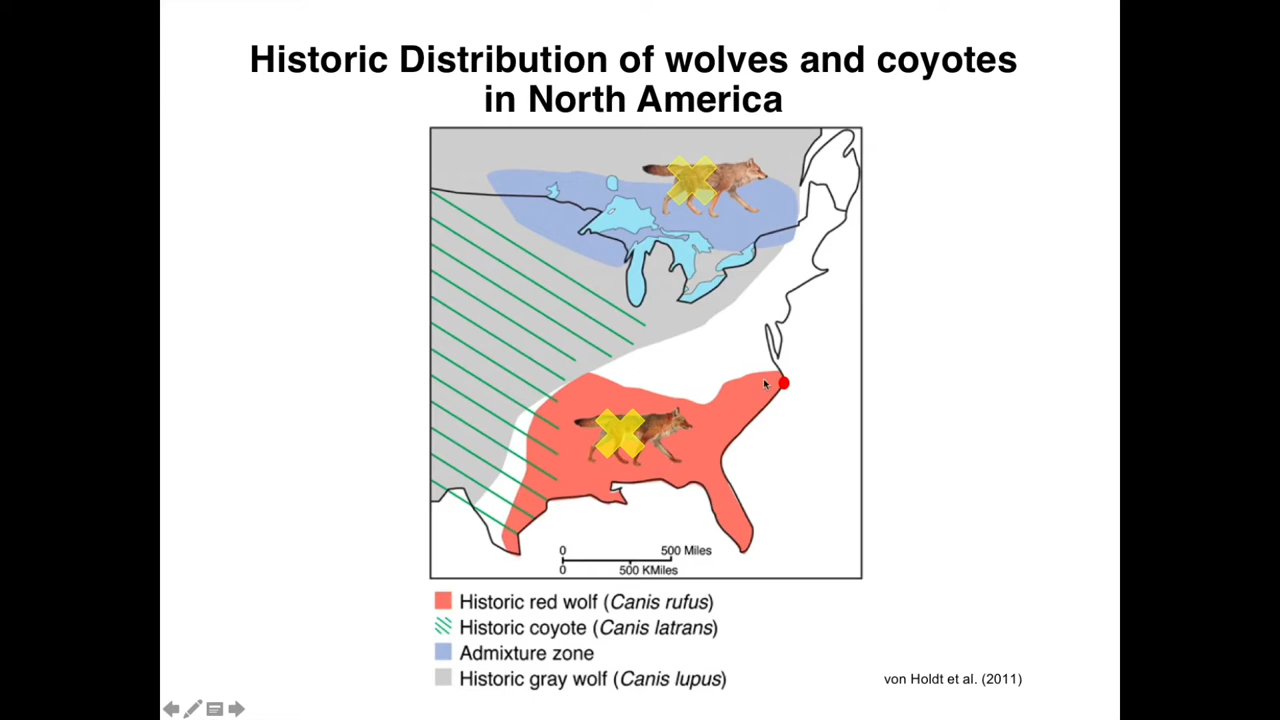 Historic Distribution of wolves and coyotes
in North America
0 500 Miles
0 500 KMiles
Historic red wolf (Canis rufus)
Historic coyote (Canis latrans)
Admixture zone
Historic gray wolf (Canis lupus)
von Holdt et al. (2011)